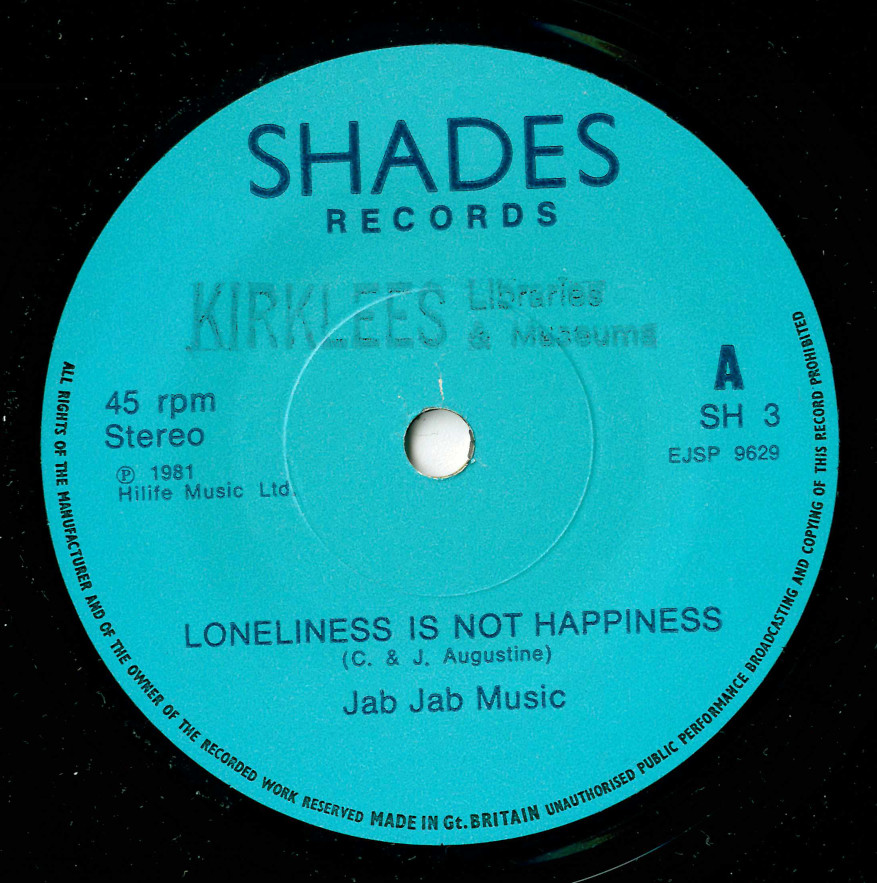 SHADES
RECORDS
KIRKLEES Libraries
& Museums
A
45 rpm
SH 3
Stereo
EJSP 9629
℗ 1981
Hilife Music Ltd.
LONELINESS IS NOT HAPPINESS
(C. & J. Augustine)
Jab Jab Music
ALL RIGHTS OF THE MANUFACTURER AND OF THE OWNER OF THE RECORDED WORK RESERVED MADE IN Gt. BRITAIN UNAUTHORISED PUBLIC PERFORMANCE BROADCASTING AND COPYING OF THIS RECORD PROHIBITED